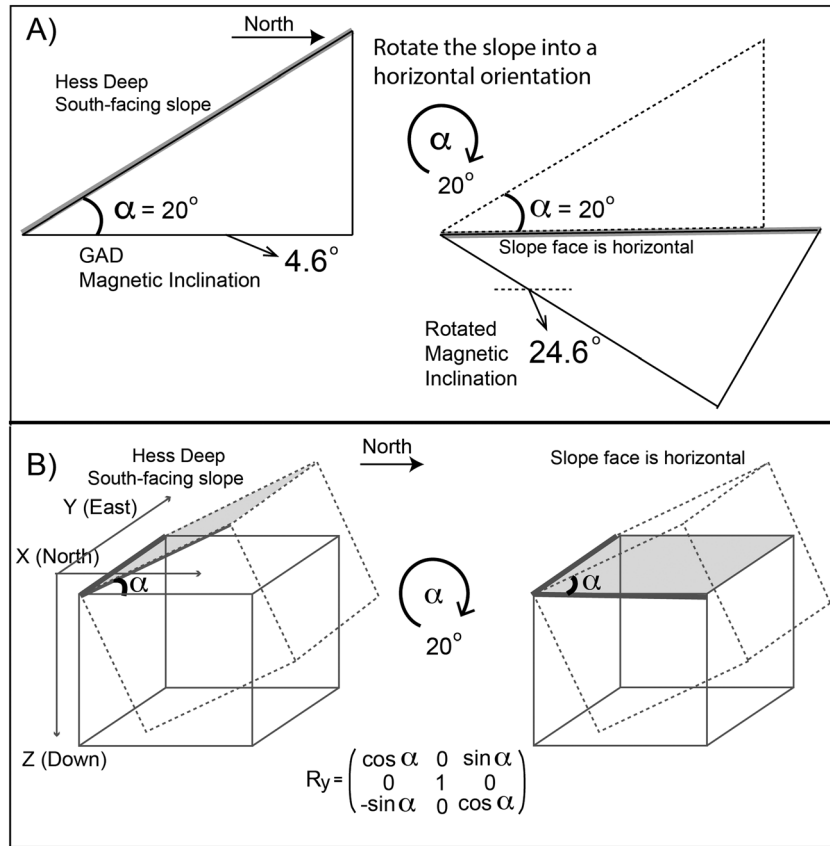 A)
North
Hess Deep
South-facing slope
α = 20°
GAD
Magnetic Inclination
4.6°
Rotate the slope into a
horizontal orientation
α
20°
α = 20°
Slope face is horizontal
Rotated
Magnetic
Inclination
24.6°
B)
Hess Deep
South-facing slope
North
Slope face is horizontal
Y (East)
X (North)
α
Z (Down)
α
20°
α
Ry = ( cos α 0 sin α
0 1 0
-sin α 0 cos α )